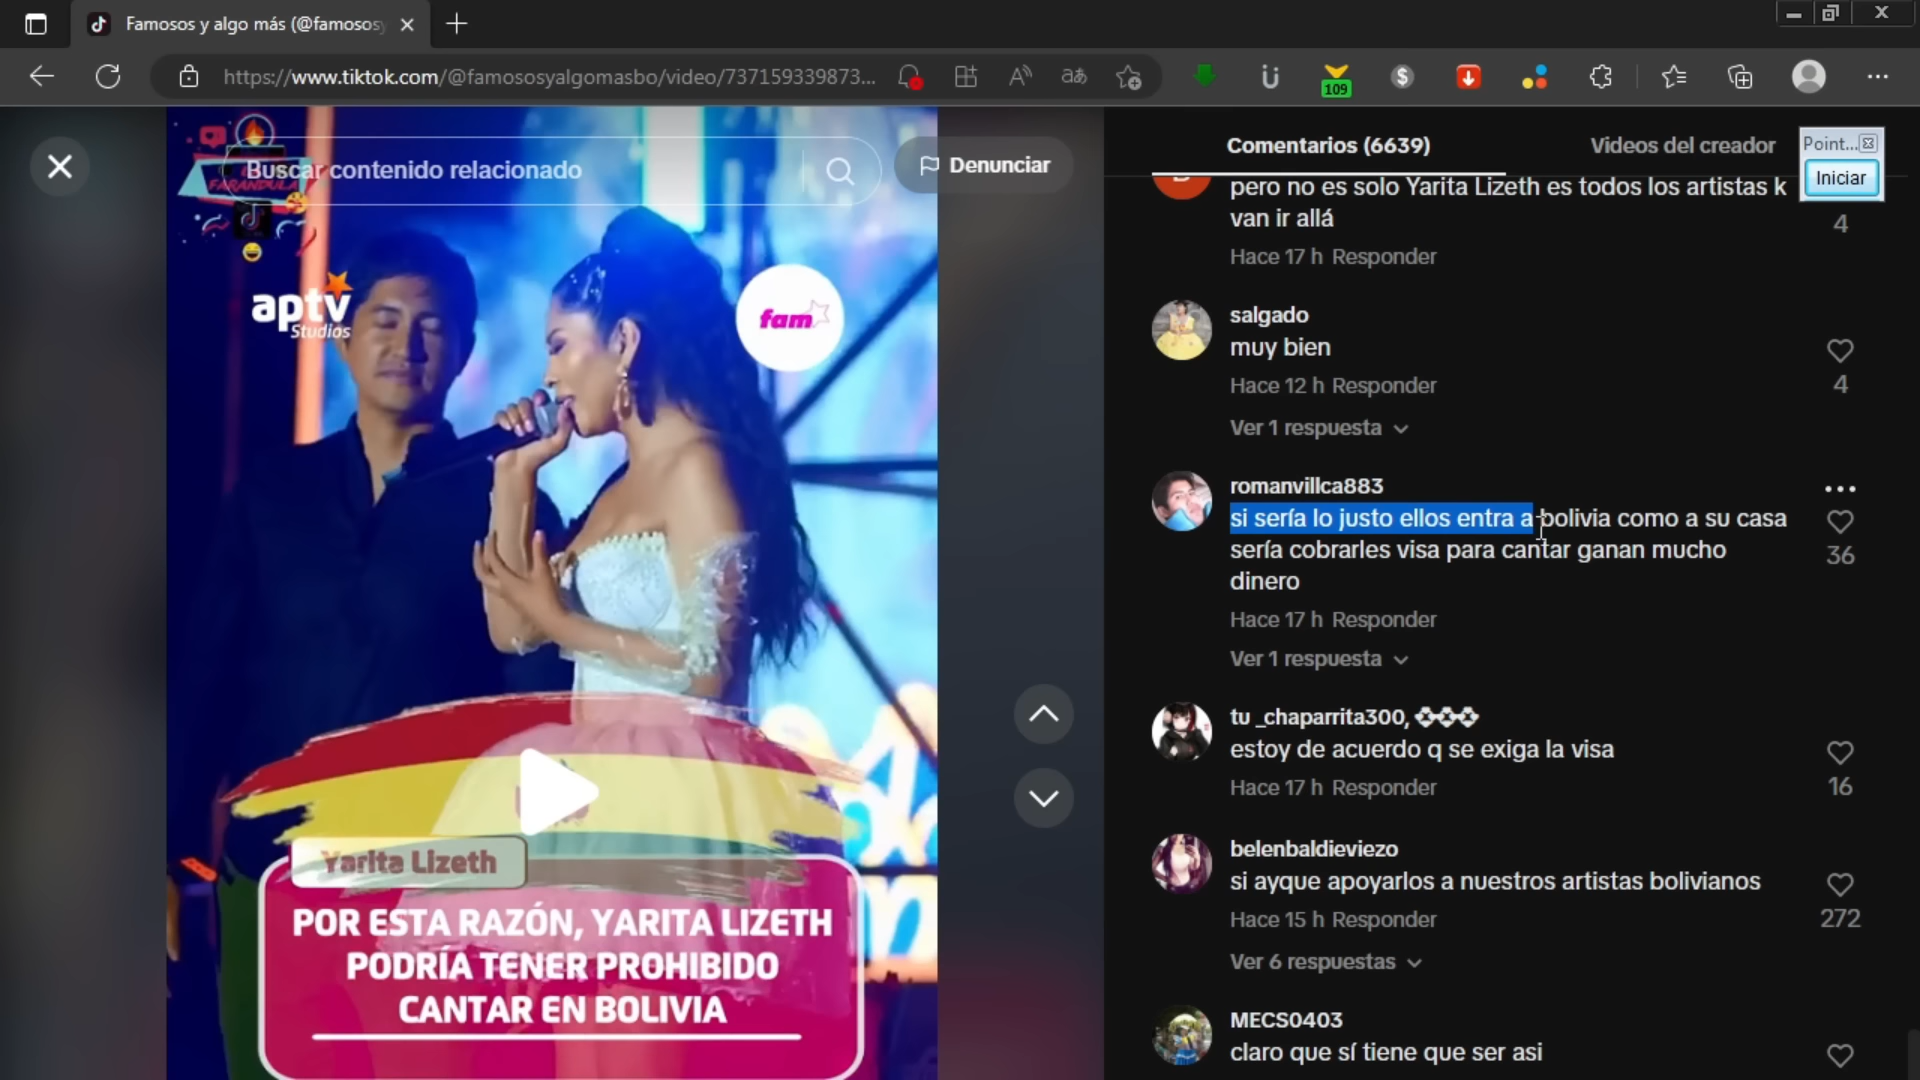 Famosos y algo más (@famosos
https://www.tiktok.com/@famososyalgomasbo/video/737159339873...
109
Buscar contenido relacionado
Denunciar
FARANDULA
aptv
Studios
fam
Yarita Lizeth
POR ESTA RAZÓN, YARITA LIZETH
PODRÍA TENER PROHIBIDO
CANTAR EN BOLIVIA
Comentarios (6639)
Videos del creador
Point...
Iniciar
pero no es solo Yarita Lizeth es todos los artistas k
van ir allá
4
Hace 17 h Responder
salgado
muy bien
4
Hace 12 h Responder
Ver 1 respuesta
romanvillca883
si sería lo justo ellos entra a bolivia como a su casa
sería cobrarles visa para cantar ganan mucho
dinero
36
Hace 17 h Responder
Ver 1 respuesta
tu _chaparrita300,
estoy de acuerdo q se exiga la visa
16
Hace 17 h Responder
belenbaldieviezo
si ayque apoyarlos a nuestros artistas bolivianos
272
Hace 15 h Responder
Ver 6 respuestas
MECS0403
claro que sí tiene que ser asi